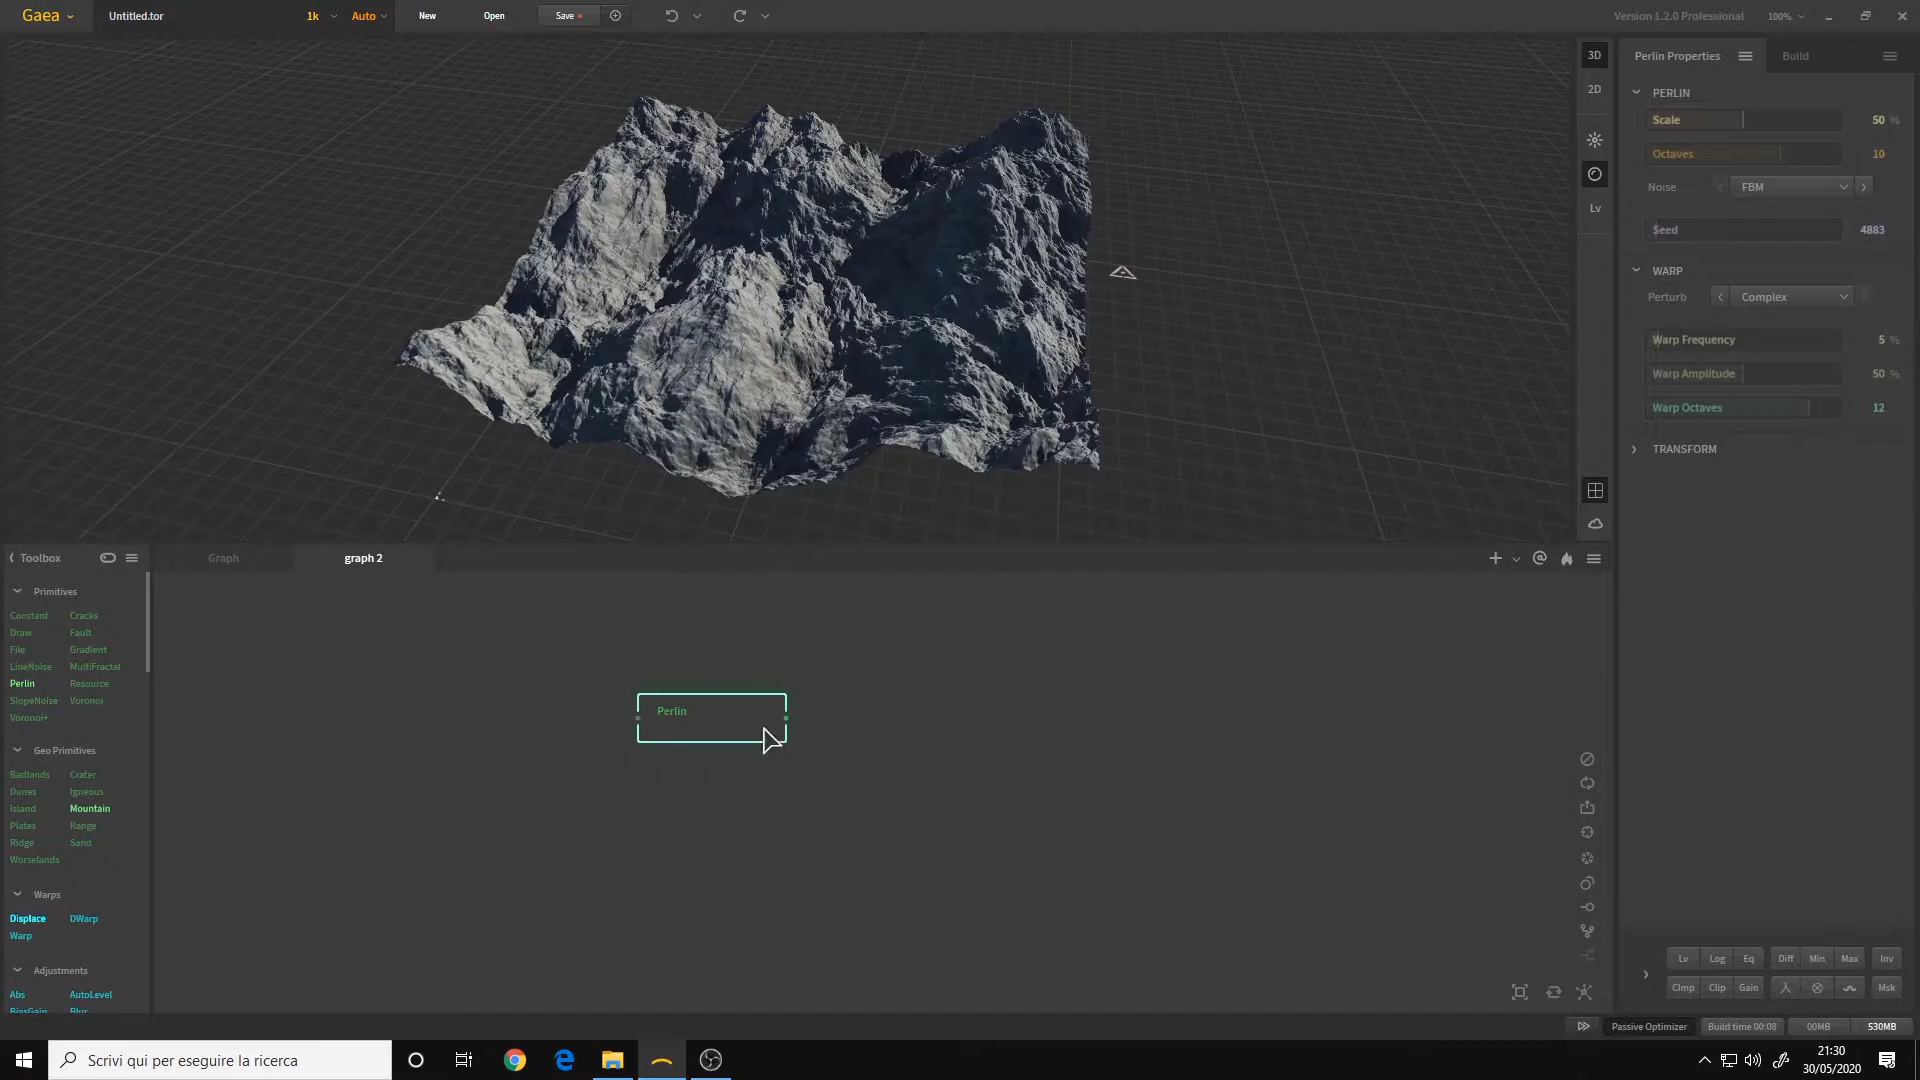 Gaea
Untitled.tor
1k
Auto
New
Open
Save
Version 1.2.0 Professional
100%
3D
2D
Lv
Perlin Properties
Build
PERLIN
Scale 50 %
Octaves 10
Noise FBM
Seed 4883
WARP
Perturb Complex
Warp Frequency 5 %
Warp Amplitude 50 %
Warp Octaves 12
TRANSFORM
Toolbox
Graph
graph 2
Primitives
Constant Cracks
Draw Fault
File Gradient
LineNoise MultiFractal
Perlin Resource
SlopeNoise Voronoi
Voronoi+
Geo Primitives
Badlands Crater
Dunes Igneous
Island Mountain
Plates Range
Ridge Sand
Worselands
Warps
Displace DWarp
Warp
Adjustments
Abs AutoLevel
BiasGain Blur
Perlin
Lv Log Eq Diff Min Max Inv
Clmp Clip Gain Msk
Passive Optimizer
Build time 00:08
00MB
530MB
Scrivi qui per eseguire la ricerca
21:30
30/05/2020